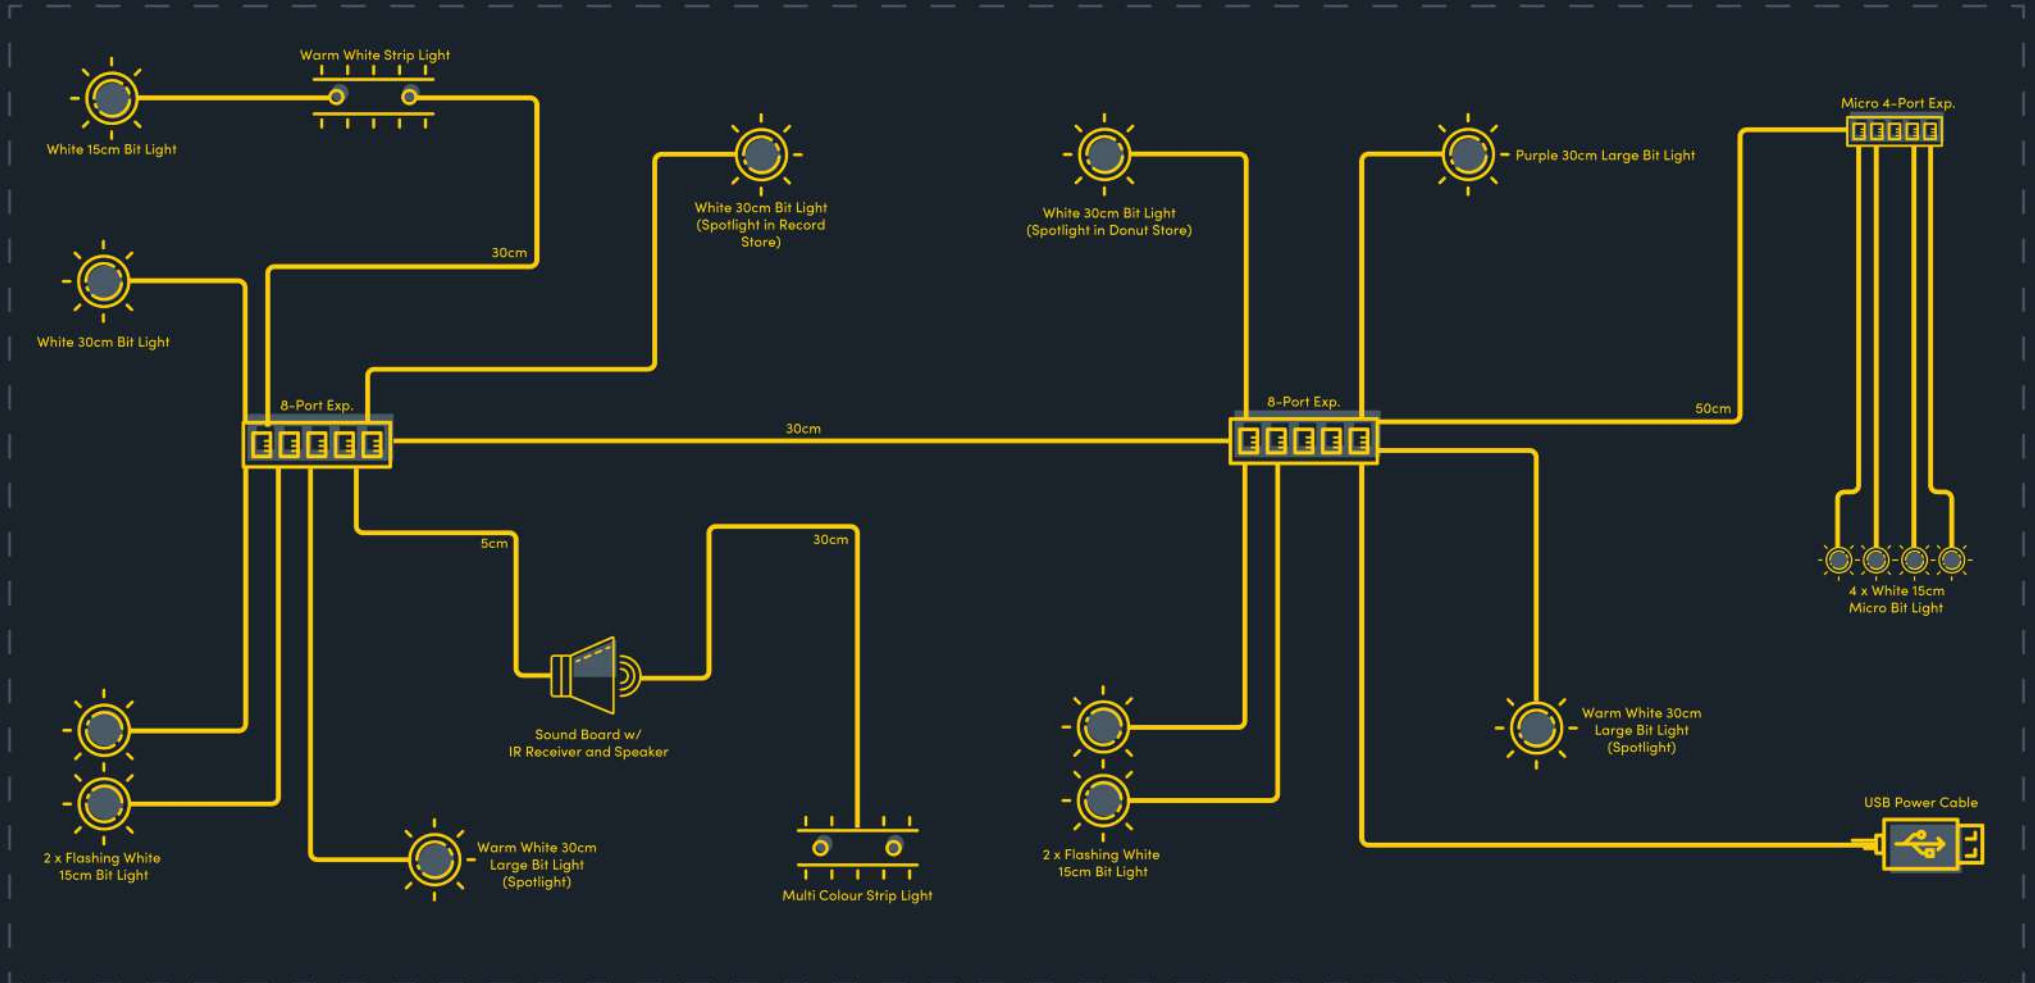 Warm White Strip Light
White 15cm Bit Light
Micro 4-Port Exp.
Purple 30cm Large Bit Light
White 30cm Bit Light
(Spotlight in Record
Store)
White 30cm Bit Light
(Spotlight in Donut Store)
30cm
White 30cm Bit Light
8-Port Exp.
30cm
8-Port Exp.
50cm
5cm
30cm
4 x White 15cm
Micro Bit Light
Sound Board w/
IR Receiver and Speaker
Warm White 30cm
Large Bit Light
(Spotlight)
USB Power Cable
2 x Flashing White
15cm Bit Light
Warm White 30cm
Large Bit Light
(Spotlight)
Multi Colour Strip Light
2 x Flashing White
15cm Bit Light